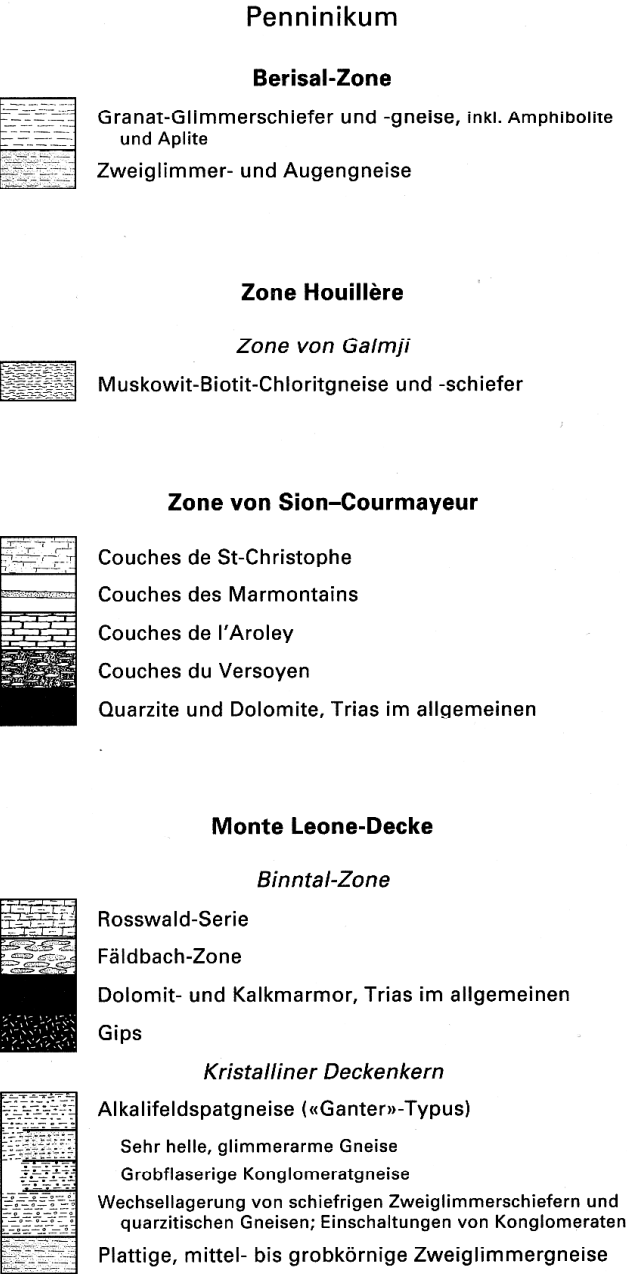 Penninikum
Berisal-Zone
Granat-Glimmerschiefer und -gneise, inkl. Amphibolite
und Aplite
Zweiglimmer- und Augengneise
Zone Houillère
Zone von Galmji
Muskowit-Biotit-Chloritgneise und -schiefer
Zone von Sion–Courmayeur
Couches de St-Christophe
Couches des Marmontains
Couches de l'Aroley
Couches du Versoyen
Quarzite und Dolomite, Trias im allgemeinen
Monte Leone-Decke
Binntal-Zone
Rosswald-Serie
Fäldbach-Zone
Dolomit- und Kalkmarmor, Trias im allgemeinen
Gips
Kristalliner Deckenkern
Alkalifeldspatgneise («Ganter»-Typus)
Sehr helle, glimmerarme Gneise
Grobflaserige Konglomeratgneise
Wechsellagerung von schiefrigen Zweiglimmerschiefern und
quarzitischen Gneisen; Einschaltungen von Konglomeraten
Plattige, mittel- bis grobkörnige Zweiglimmergneise